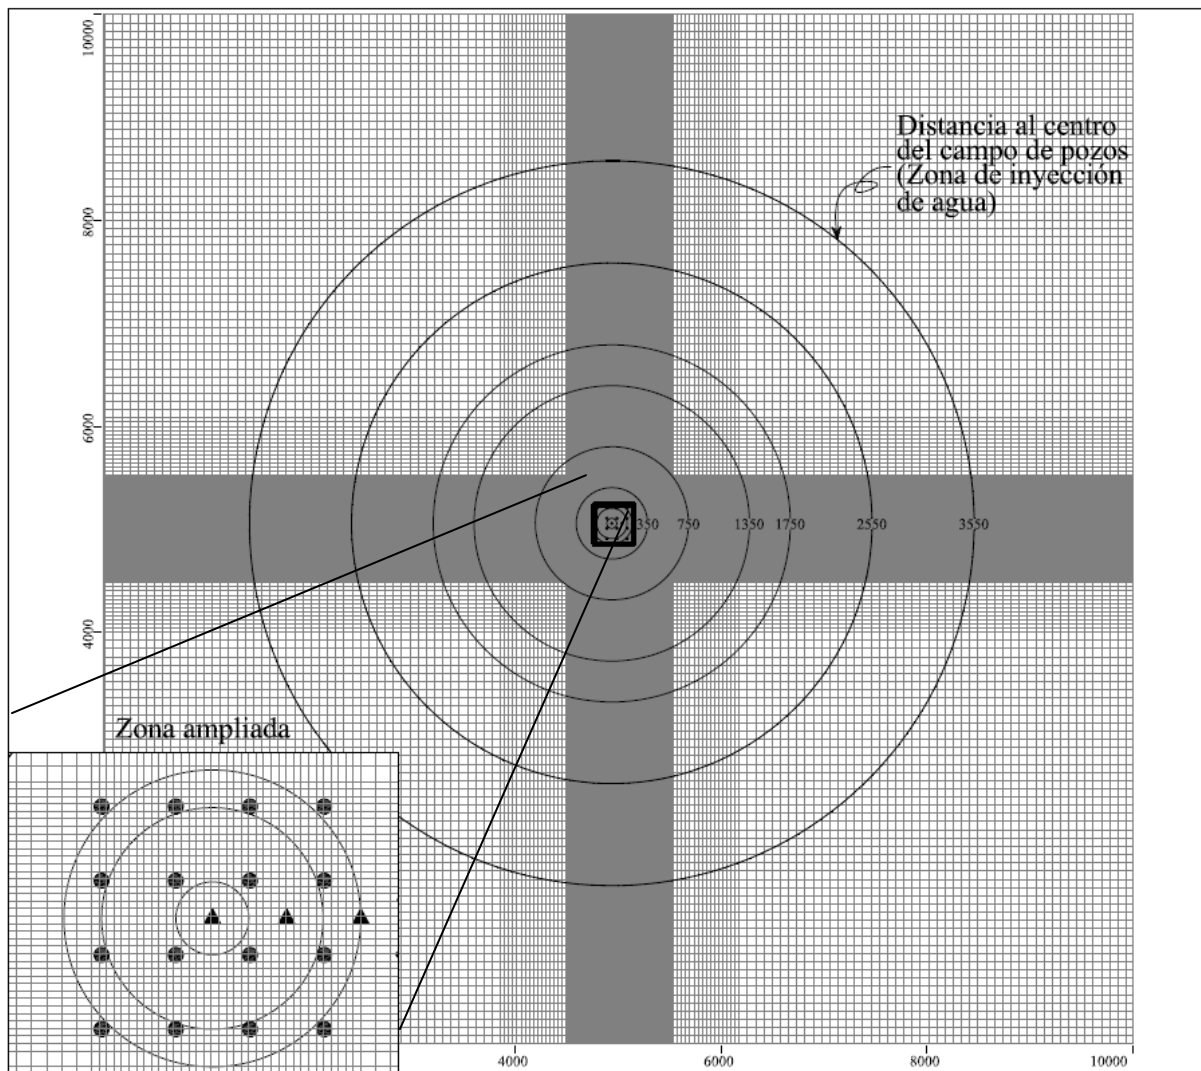 10000
Distancia al centro
del campo de pozos
(Zona de inyección
de agua)
8000
6000
350 750 1350 1750 2550 3550
4000
Zona ampliada
4000 6000 8000 10000